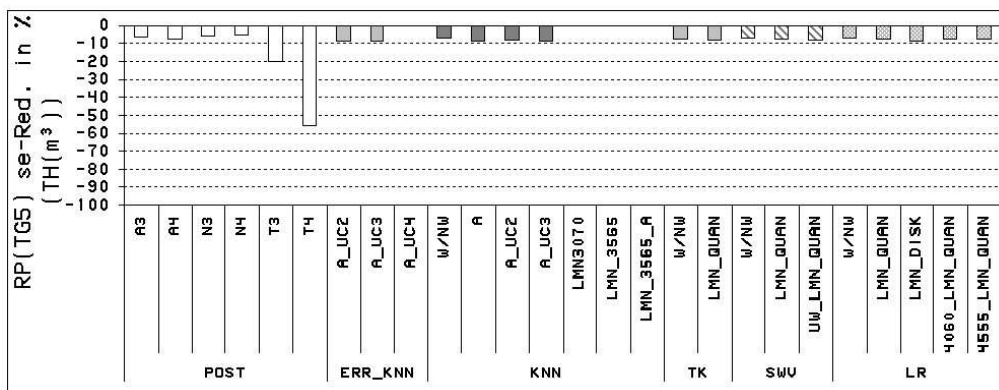 RP(TG5) se-Red. in %
(TH(m³))
0
-10
-20
-30
-40
-50
-60
-70
-80
-90
-100
A3
A4
N3
N4
T3
T4
A_UC2
A_UC3
A_UC4
W/NW
A
A_UC2
A_UC3
LMN3070
LMN_3565
LMN_3565_A
W/NW
LMN_QUAN
W/NW
LMN_QUAN
UW_LMN_QUAN
W/NW
LMN_QUAN
LMN_DISK
4060_LMN_QUAN
4555_LMN_QUAN
POST
ERR_KNN
KNN
TK
SWV
LR